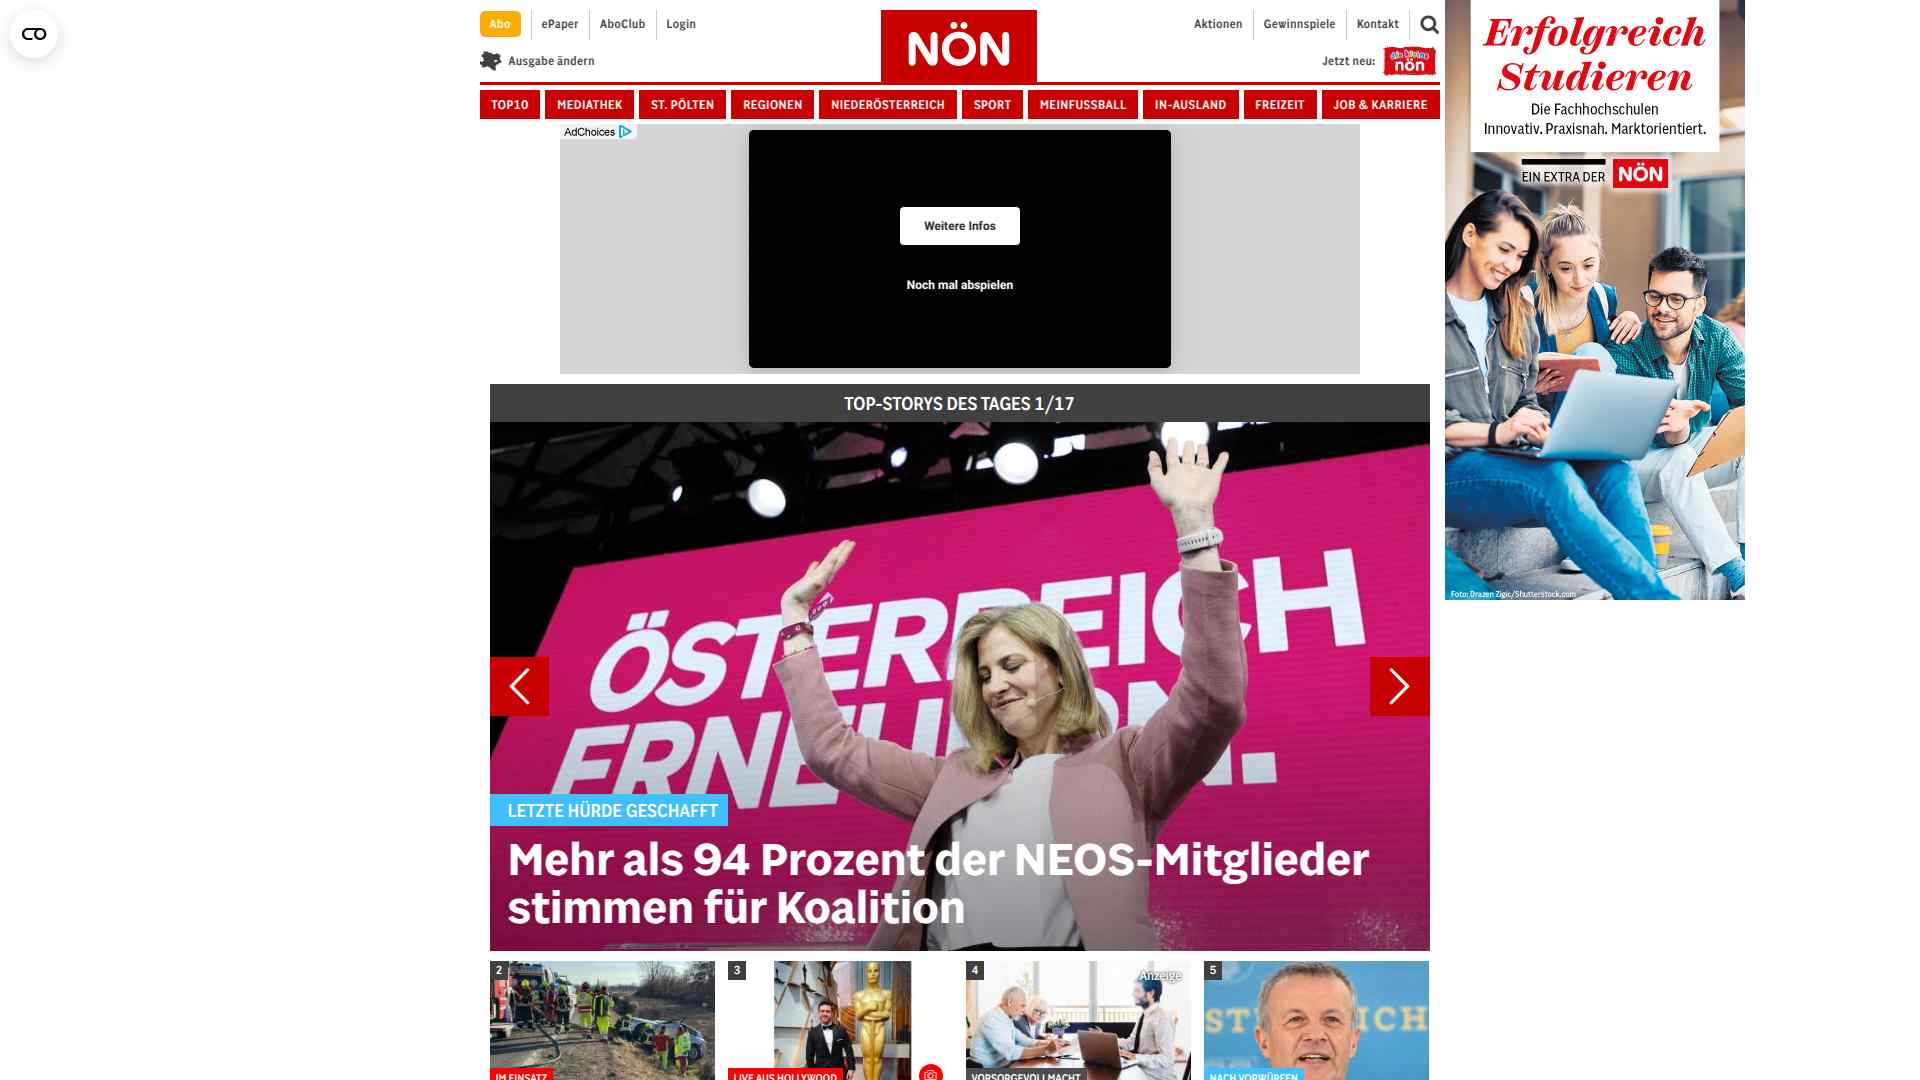 Abo
ePaper
AboClub
Login
NÖN
Aktionen
Gewinnspiele
Kontakt
Ausgabe ändern
Jetzt neu:
die kleine
nön
TOP10
MEDIATHEK
ST. PÖLTEN
REGIONEN
NIEDERÖSTERREICH
SPORT
MEINFUSSBALL
IN-AUSLAND
FREIZEIT
JOB & KARRIERE
AdChoices
Weitere Infos
Noch mal abspielen
Erfolgreich
Studieren
Die Fachhochschulen
Innovativ. Praxisnah. Marktorientiert.
EIN EXTRA DER NÖN
Foto: Drazen Zigic/Shutterstock.com
TOP-STORYS DES TAGES 1/17
ÖSTERREICH
LETZTE HÜRDE GESCHAFFT
Mehr als 94 Prozent der NEOS-Mitglieder
stimmen für Koalition
2
3
4
Anzeige
5
IM EINSATZ
LIVE AUS HOLLYWOOD
VORSORGEVOLLMACHT
NACH VORWÜRFEN